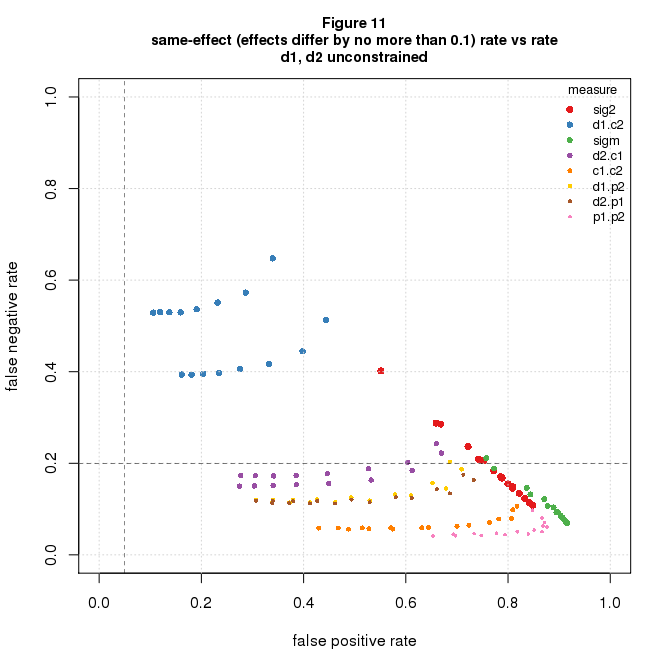 Figure 11
same-effect (effects differ by no more than 0.1) rate vs rate
d1, d2 unconstrained
measure
sig2
d1.c2
sigm
d2.c1
c1.c2
d1.p2
d2.p1
p1.p2
false negative rate
1.0
0.8
0.6
0.4
0.2
0.0
0.0 0.2 0.4 0.6 0.8 1.0
false positive rate